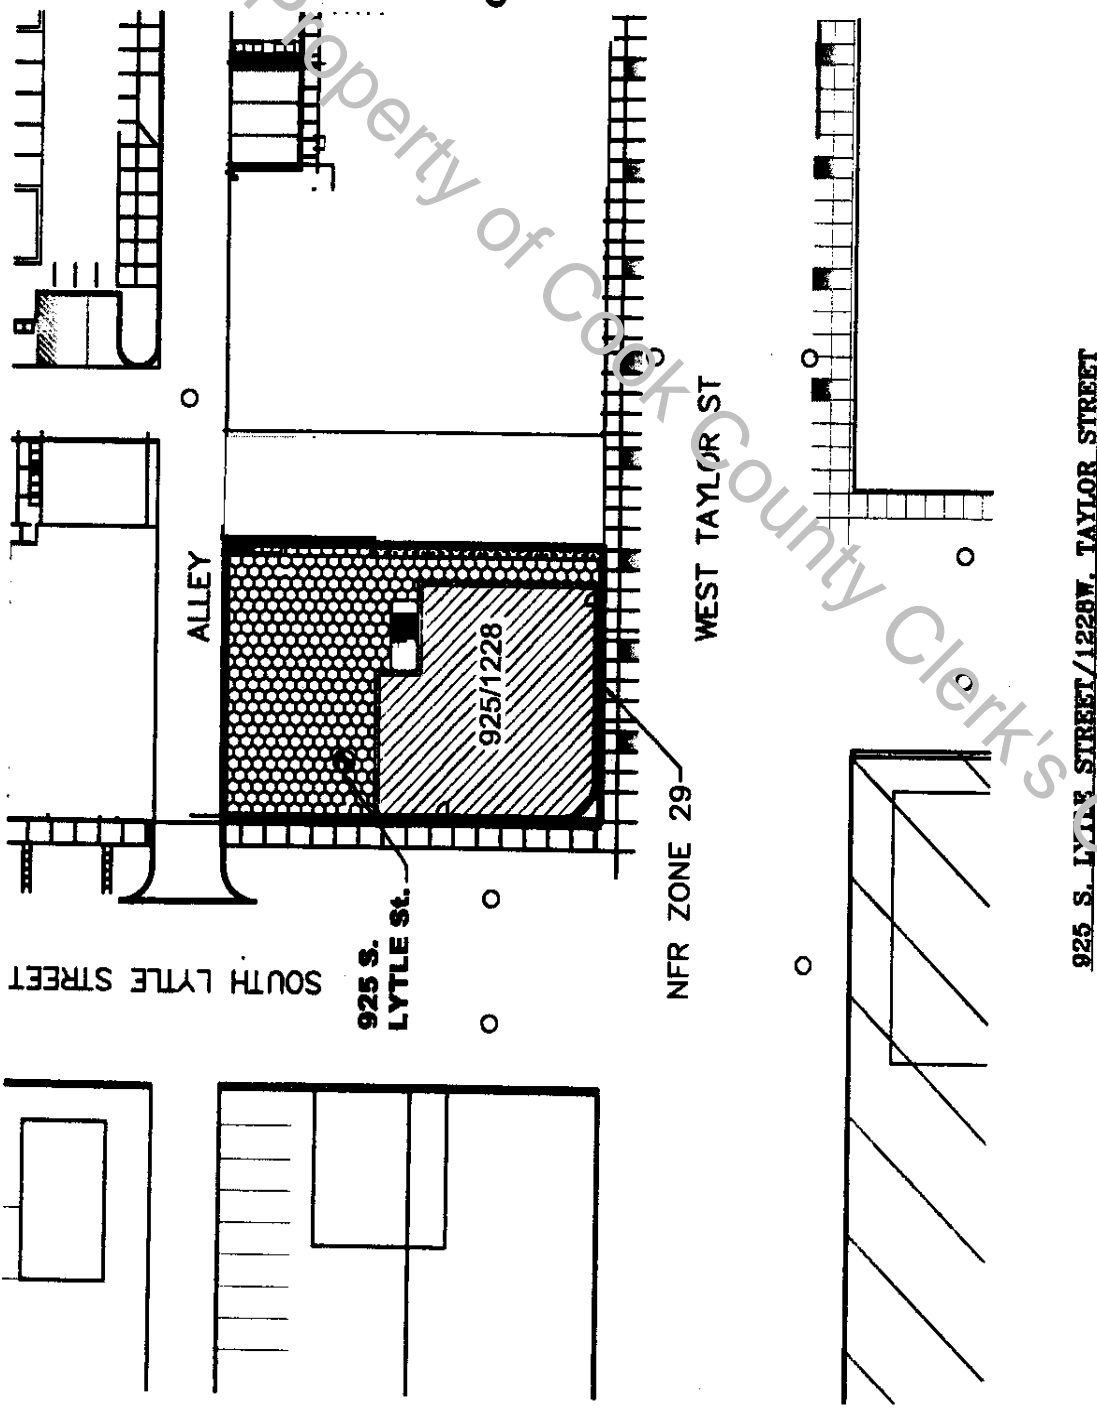 Property of Cook County Clerk's
ALLEY
925/1228
WEST TAYLOR ST
NFR ZONE 29
925 S.
LYTLE St.
SOUTH LYTLE STREET
925 S. LYTLE STREET/1228W. TAYLOR STREET